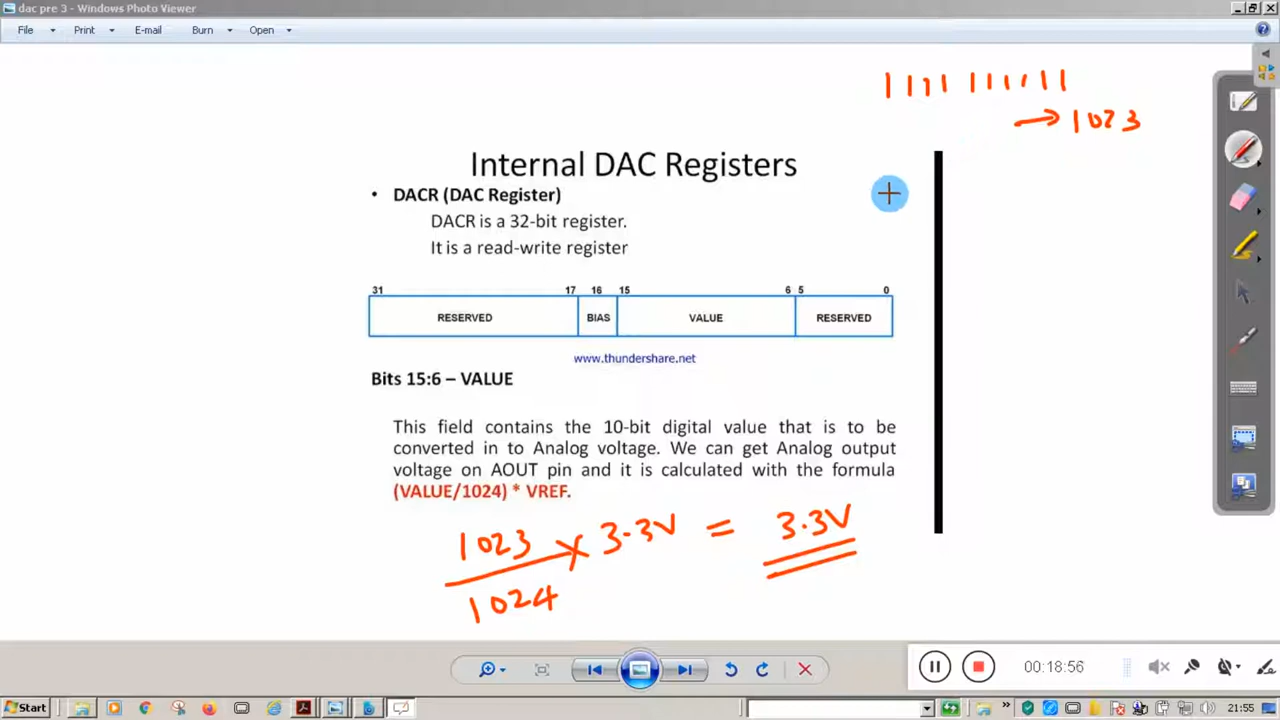 dac pre 3 - Windows Photo Viewer
File Print E-mail Burn Open
1111 111111
→ 1023
Internal DAC Registers
• DACR (DAC Register)
DACR is a 32-bit register.
It is a read-write register
31 17 16 15 6 5 0
RESERVED BIAS VALUE RESERVED
www.thundershare.net
Bits 15:6 – VALUE
This field contains the 10-bit digital value that is to be
converted in to Analog voltage. We can get Analog output
voltage on AOUT pin and it is calculated with the formula
(VALUE/1024) * VREF.
1023 × 3.3V = 3.3V
1024
00:18:56
Start
21:55